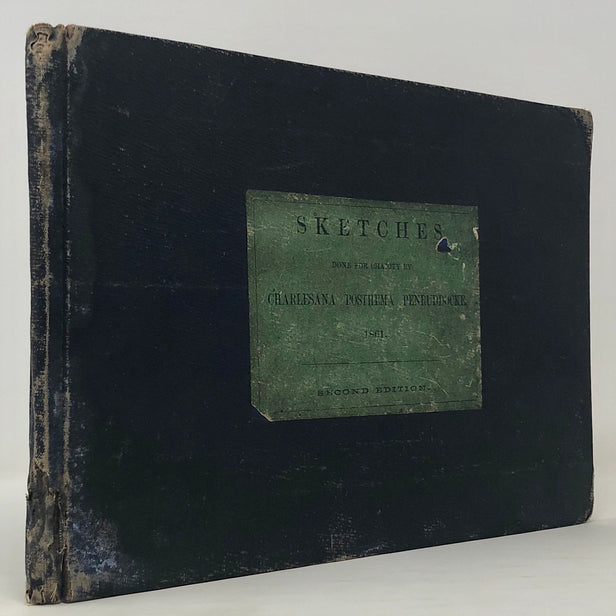 SKETCHES
DONE FOR CHARITY BY
CHARLESANA POSTHEMA PENRUDDOCKE,
1861.
SECOND EDITION.